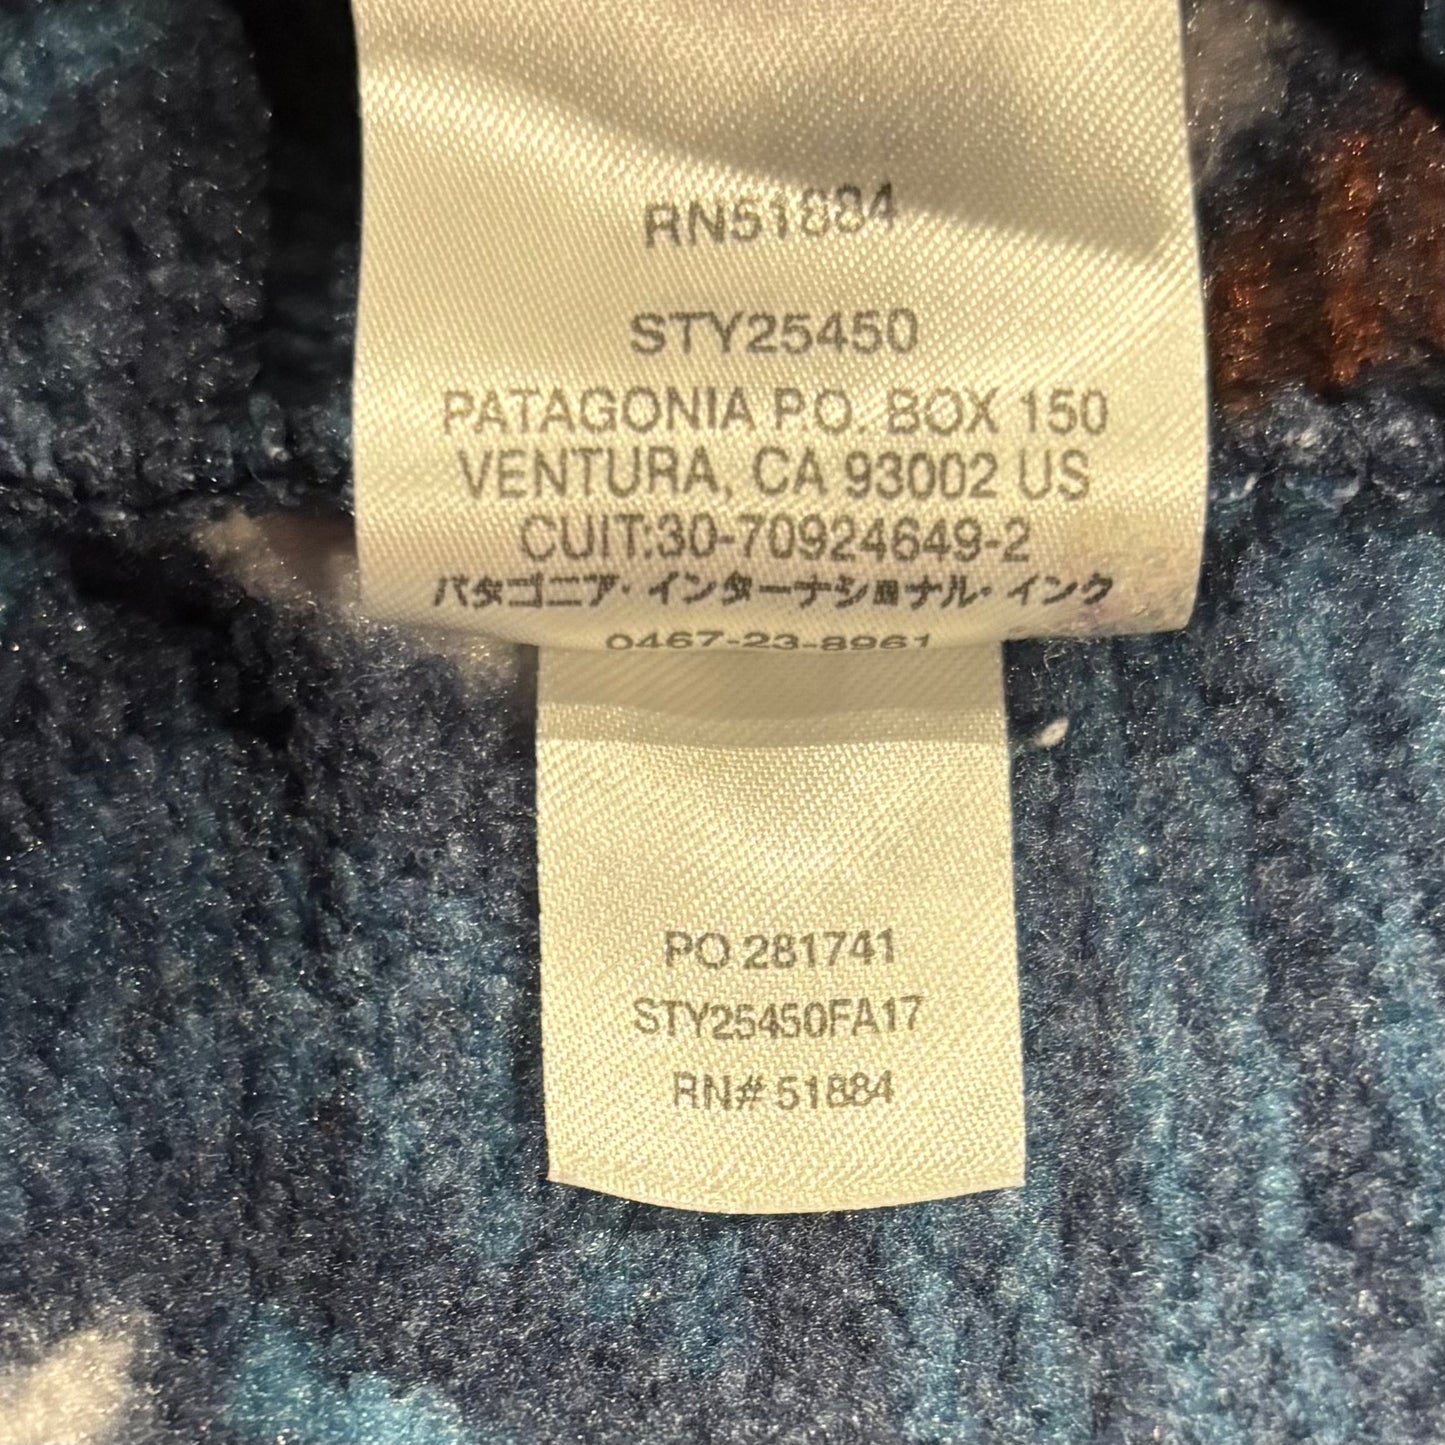 RN51884
STY25450
PATAGONIA P.O. BOX 150
VENTURA, CA 93002 US
CUIT:30-70924649-2
パタゴニア・インターナショナル・インク
0467-23-8961
PO 281741
STY25450FA17
RN# 51884